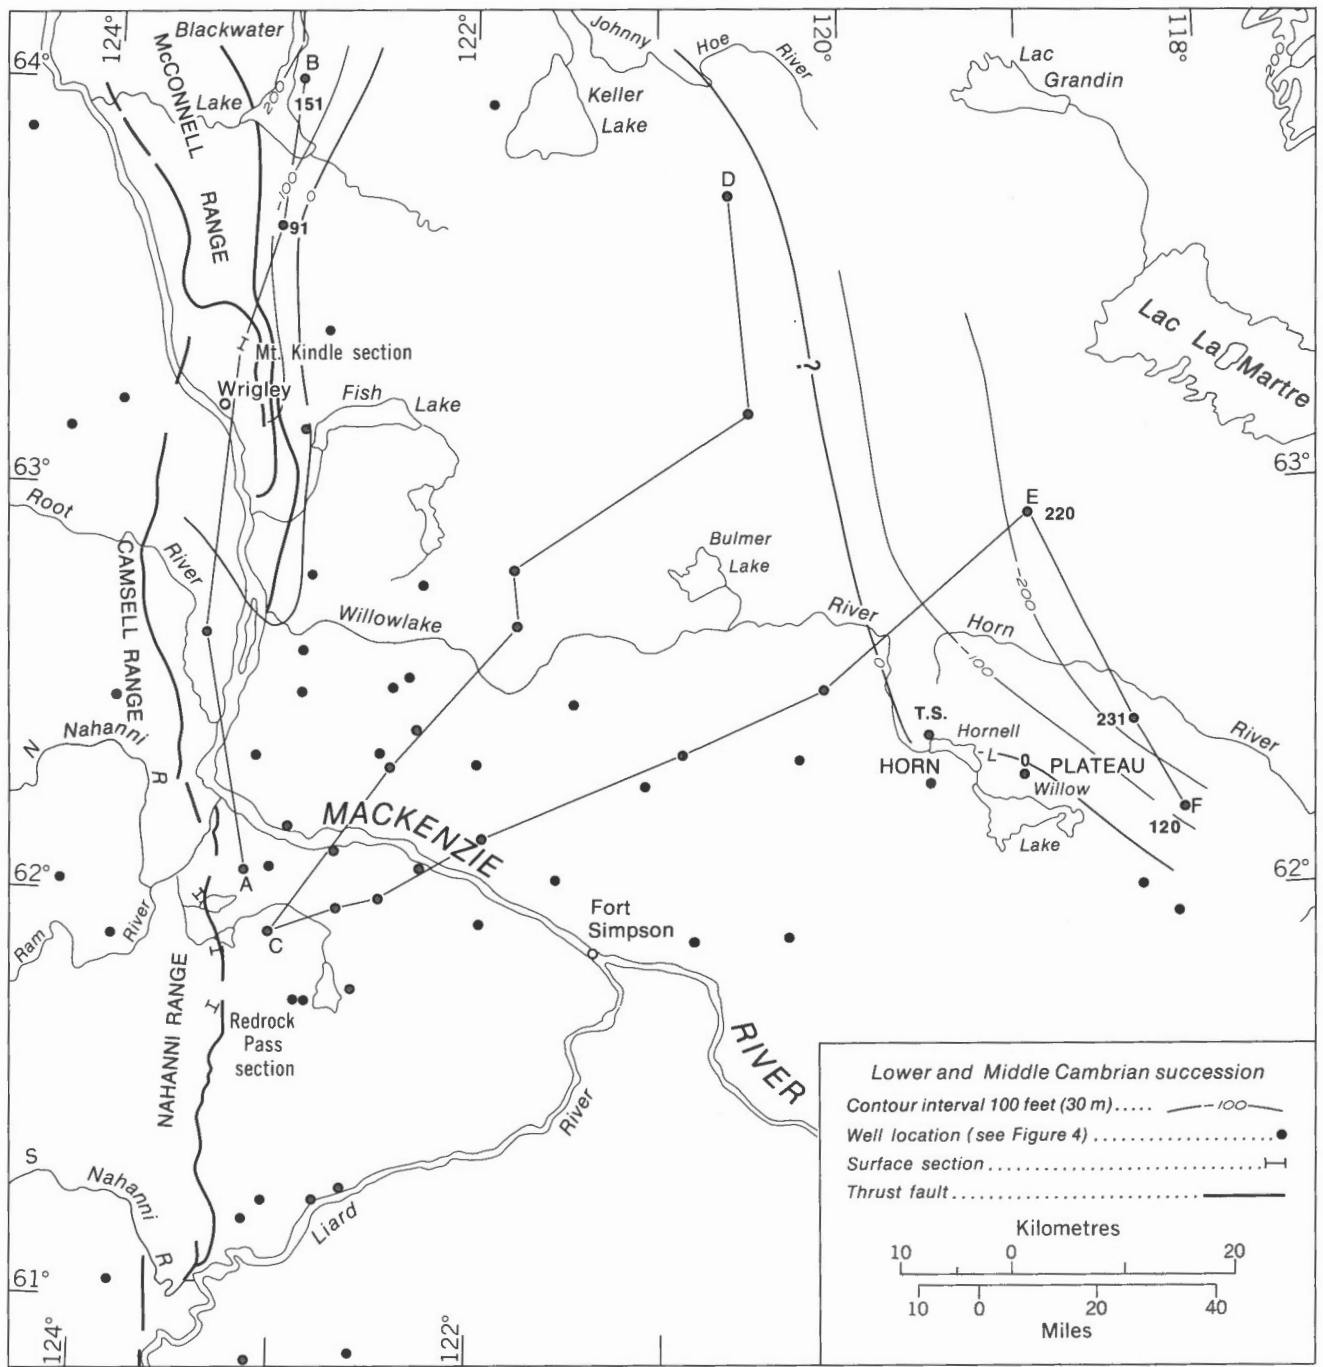 124°
122°
120°
118°
Blackwater
Lake
McCONNELL
RANGE
64°
B
151
200
-100
0
91
Johnny
Hoe
River
Keller
Lake
Lac
Grandin
200
D
Lac La Martre
?
Mt. Kindle section
Wrigley
Fish
Lake
63°
63°
Root
River
CAMSELL RANGE
E
220
Bulmer
Lake
-200
Willowlake
River
Horn
-100
0
N
Nahanni
R
T.S.
231
Hornell
River
L
0
HORN
PLATEAU
Willow
F
120
Lake
MACKENZIE
62°
62°
A
Ram
River
C
Fort
Simpson
NAHANNI RANGE
Redrock
Pass
section
RIVER
River
S
Nahanni
R
Liard
61°
124°
122°
Lower and Middle Cambrian succession
Contour interval 100 feet (30 m)..... -100
Well location (see Figure 4)
Surface section
Thrust fault
Kilometres
10 0 20
10 0 20 40
Miles